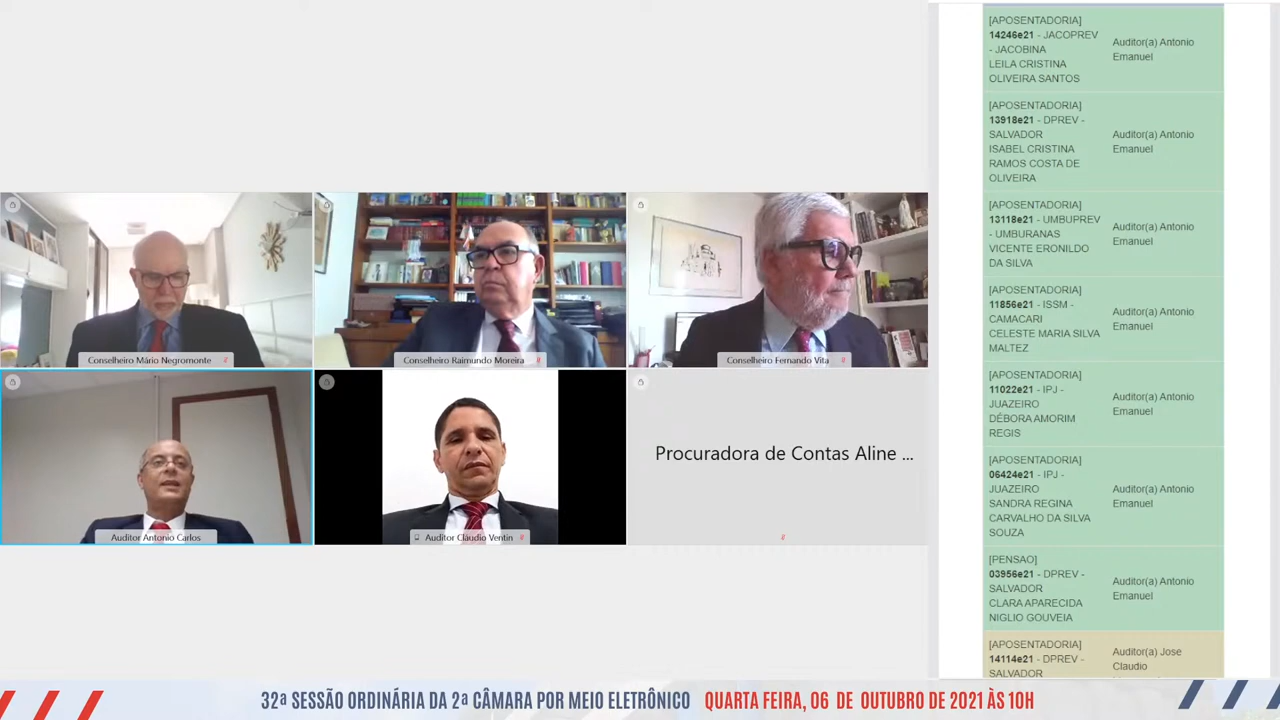 Conselheiro Mário Negromonte
Conselheiro Raimundo Moreira
Conselheiro Fernando Vita
Auditor Antonio Carlos
Auditor Claudio Ventin
Procuradora de Contas Aline ...
[APOSENTADORIA]
14246e21 - JACOPREV
- JACOBINA
LEILA CRISTINA
OLIVEIRA SANTOS
Auditor(a) Antonio
Emanuel
[APOSENTADORIA]
13918e21 - DPREV -
SALVADOR
ISABEL CRISTINA
RAMOS COSTA DE
OLIVEIRA
Auditor(a) Antonio
Emanuel
[APOSENTADORIA]
13118e21 - UMBUPREV
- UMBURANAS
VICENTE ERONILDO
DA SILVA
Auditor(a) Antonio
Emanuel
[APOSENTADORIA]
11856e21 - ISSM -
CAMACARI
CELESTE MARIA SILVA
MALTEZ
Auditor(a) Antonio
Emanuel
[APOSENTADORIA]
11022e21 - IPJ -
JUAZEIRO
DÉBORA AMORIM
REGIS
Auditor(a) Antonio
Emanuel
[APOSENTADORIA]
06424e21 - IPJ -
JUAZEIRO
SANDRA REGINA
CARVALHO DA SILVA
SOUZA
Auditor(a) Antonio
Emanuel
[PENSAO]
03956e21 - DPREV -
SALVADOR
CLARA APARECIDA
NIGLIO GOUVEIA
Auditor(a) Antonio
Emanuel
[APOSENTADORIA]
14114e21 - DPREV -
SALVADOR
Auditor(a) Jose
Claudio
32ª SESSÃO ORDINÁRIA DA 2ª CÂMARA POR MEIO ELETRÔNICO QUARTA FEIRA, 06 DE OUTUBRO DE 2021 ÀS 10H